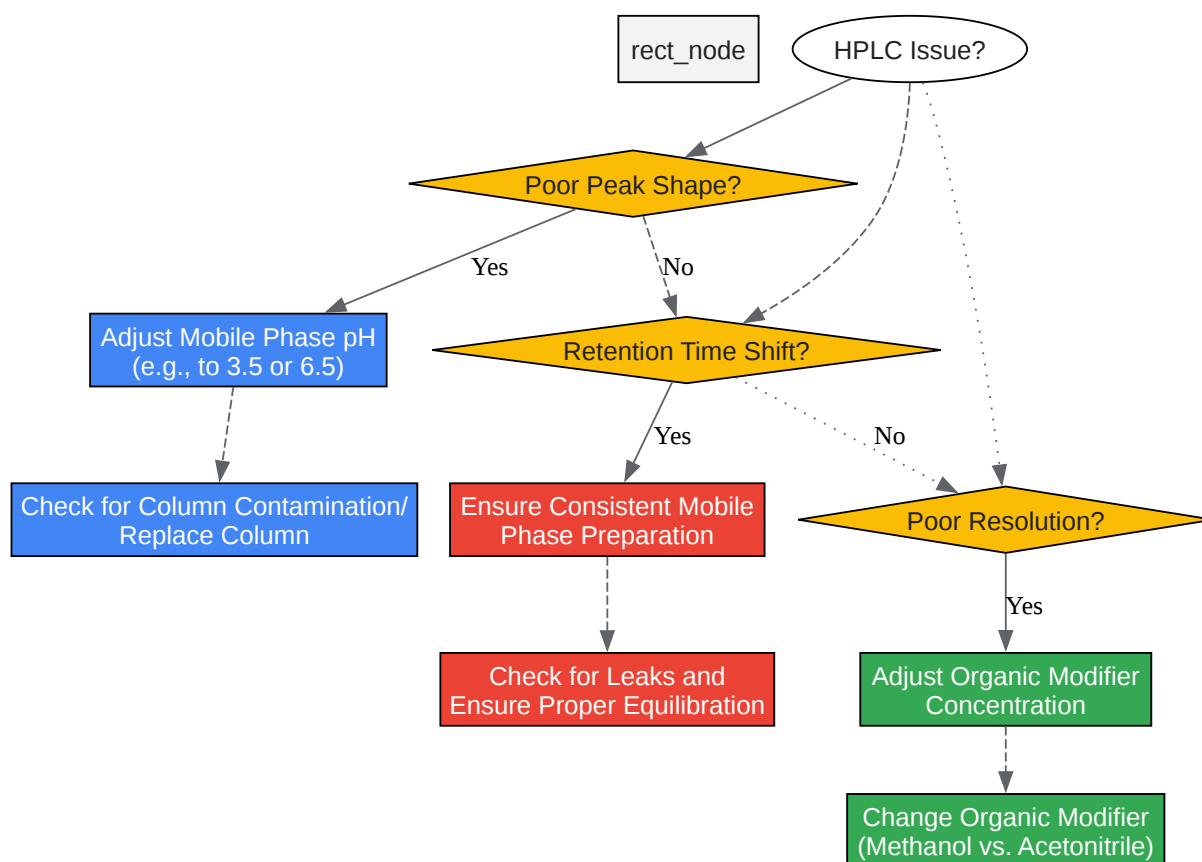 rect_node
HPLC Issue?
Poor Peak Shape?
Yes
No
Adjust Mobile Phase pH
(e.g., to 3.5 or 6.5)
Retention Time Shift?
Yes
No
Check for Column Contamination/
Replace Column
Ensure Consistent Mobile
Phase Preparation
Poor Resolution?
Yes
Check for Leaks and
Ensure Proper Equilibration
Adjust Organic Modifier
Concentration
Change Organic Modifier
(Methanol vs. Acetonitrile)